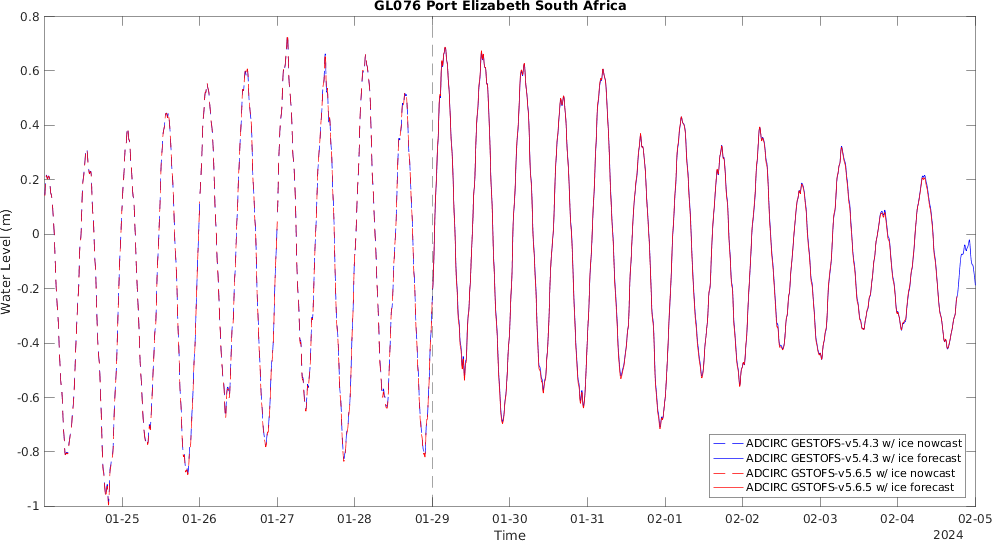 GL076 Port Elizabeth South Africa
0.8
0.6
0.4
0.2
0
-0.2
-0.4
-0.6
-0.8
-1
Water Level (m)
ADCIRC GESTOFS-v5.4.3 w/ ice nowcast
ADCIRC GESTOFS-v5.4.3 w/ ice forecast
ADCIRC GSTOFS-v5.6.5 w/ ice nowcast
ADCIRC GSTOFS-v5.6.5 w/ ice forecast
01-25 01-26 01-27 01-28 01-29 01-30 01-31 02-01 02-02 02-03 02-04 02-05
Time
2024